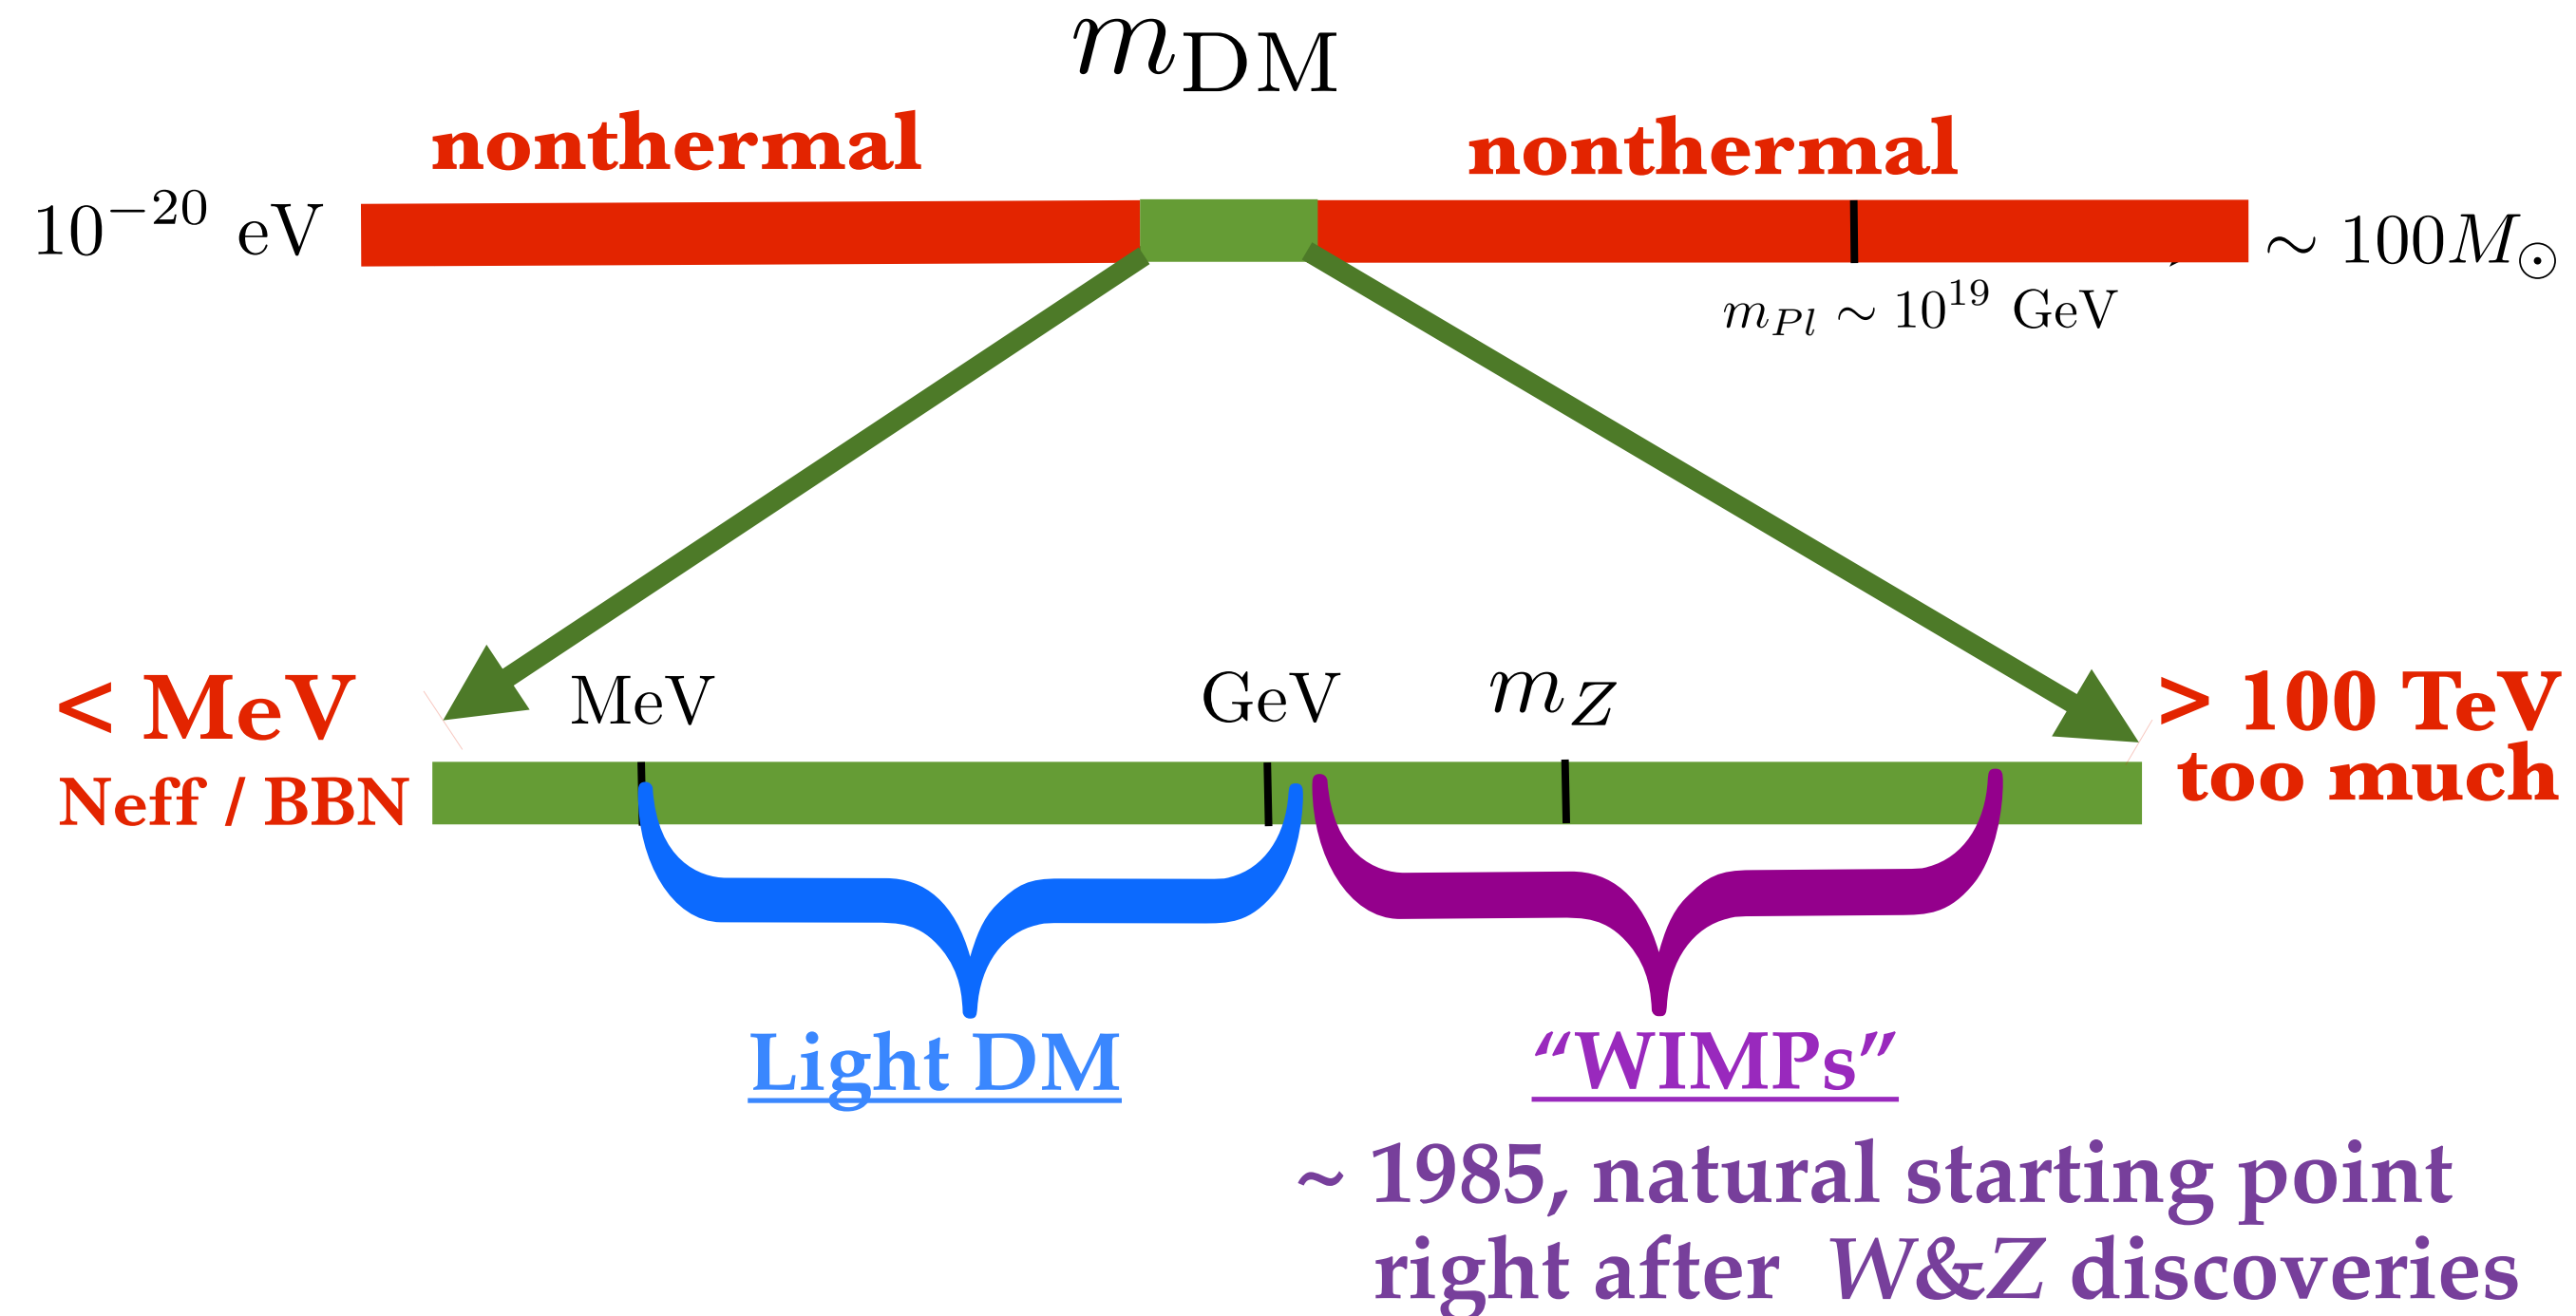 m_DM
nonthermal
nonthermal
10^−20 eV
∼ 100M_⊙
m_Pl ∼ 10^19 GeV
< MeV
Neff / BBN
MeV
GeV
m_Z
> 100 TeV
too much
Light DM
“WIMPs”
~ 1985, natural starting point
right after W&Z discoveries